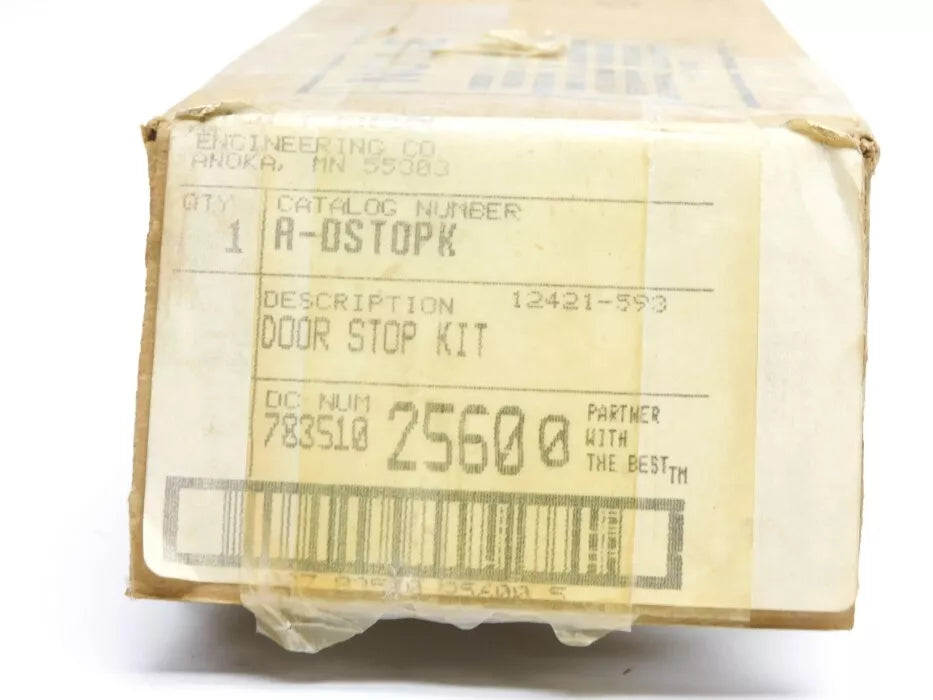 ENGINEERING CO.
ANOKA, MN 55303
QTY CATALOG NUMBER
1 A-DSTOPK
DESCRIPTION 12421-593
DOOR STOP KIT
DC NUM
783510 25600
PARTNER
WITH
THE BEST TM